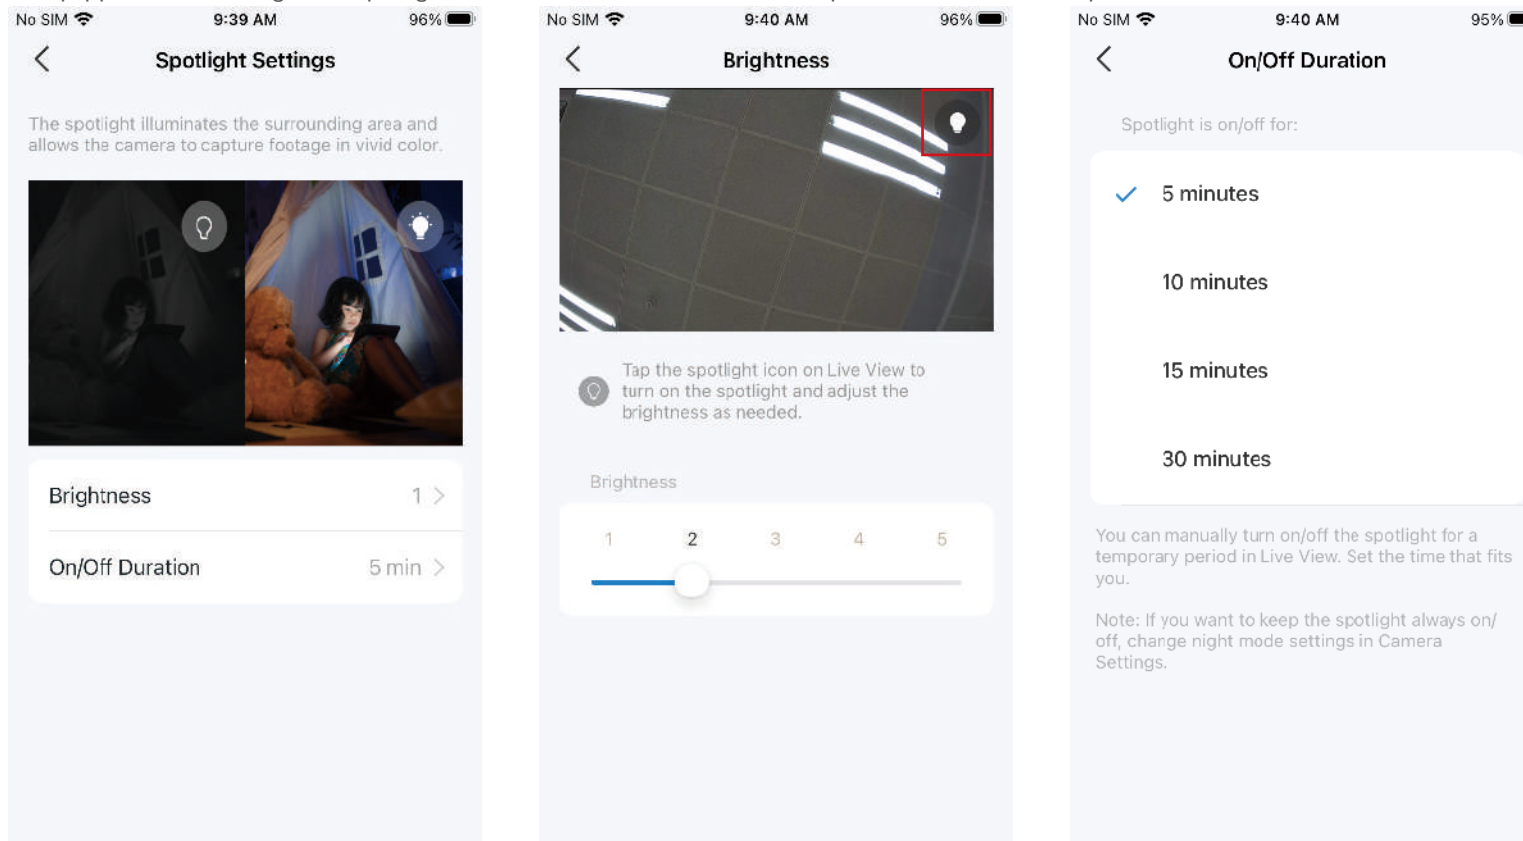 No SIM 9:39 AM 96%
Spotlight Settings
The spotlight illuminates the surrounding area and
allows the camera to capture footage in vivid color.
Brightness 1
On/Off Duration 5 min
No SIM 9:40 AM 96%
Brightness
Tap the spotlight icon on Live View to
turn on the spotlight and adjust the
brightness as needed.
Brightness
1 2 3 4 5
No SIM 9:40 AM 95%
On/Off Duration
Spotlight is on/off for:
5 minutes
10 minutes
15 minutes
30 minutes
You can manually turn on/off the spotlight for a
temporary period in Live View. Set the time that fits
you.
Note: If you want to keep the spotlight always on/
off, change night mode settings in Camera
Settings.